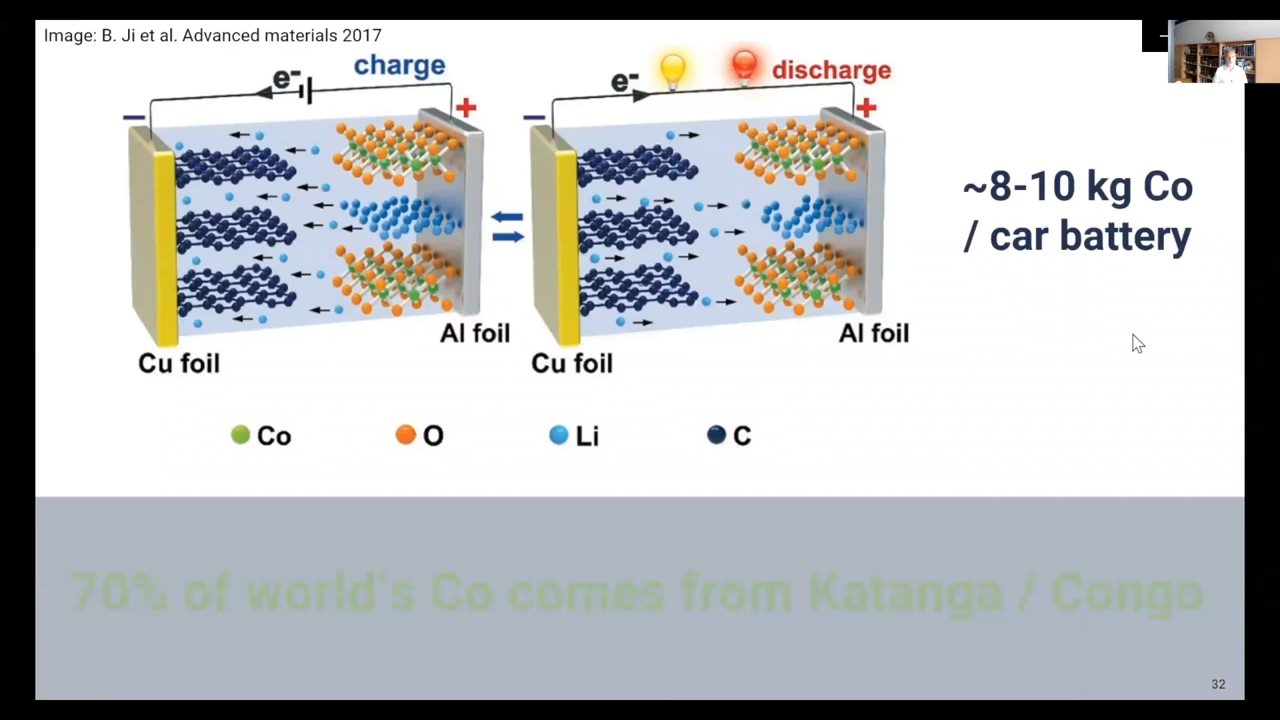 Image: B. Ji et al. Advanced materials 2017
e⁻
charge
−
+
Cu foil
Al foil
e⁻
discharge
−
+
Cu foil
Al foil
~8-10 kg Co
/ car battery
Co
O
Li
C
70% of world's Co comes from Katanga / Congo
32